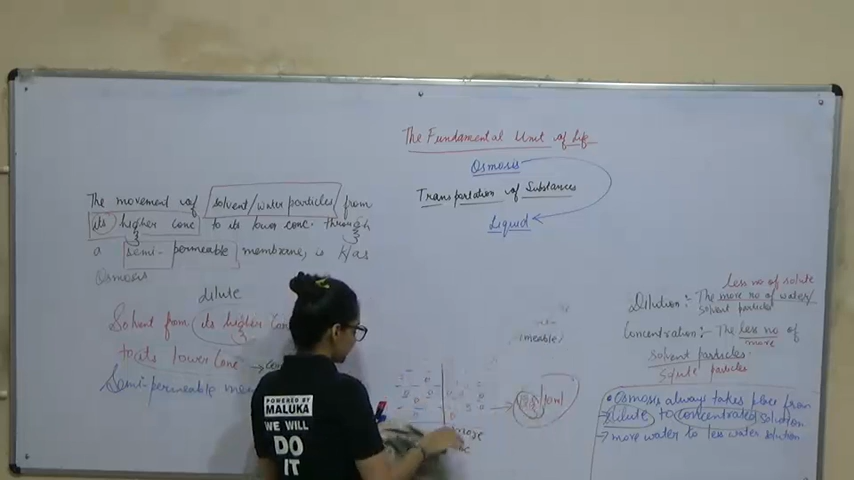 The Fundamental Unit of Life
Osmosis
Transportation of Substances
Liquid
The movement of solvent/water particles from
its higher conc to its lower conc. through
a semi-permeable membrane, is k/as
Osmosis
dilute
Solvent from its higher Conc
to its lower Conc
Semi-permeable
less no of solute
Dilution:- The more no of water/
solvent particles
Concentration:- The less no of
more
solvent particles
solute particles
• Osmosis always takes place from
→ dilute to concentrated solution
→ more water to less water solution
meable
more
POWERED BY
MALUKA
WE WILL
DO
IT